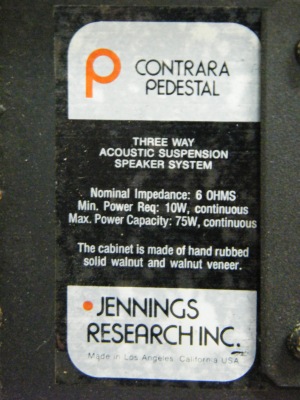 CONTRARA
PEDESTAL
THREE WAY
ACOUSTIC SUSPENSION
SPEAKER SYSTEM
Nominal Impedance: 6 OHMS
Min. Power Req: 10W, continuous
Max. Power Capacity: 75W, continuous
The cabinet is made of hand rubbed
solid walnut and walnut veneer.
JENNINGS
RESEARCH INC.
Made in Los Angeles, California USA